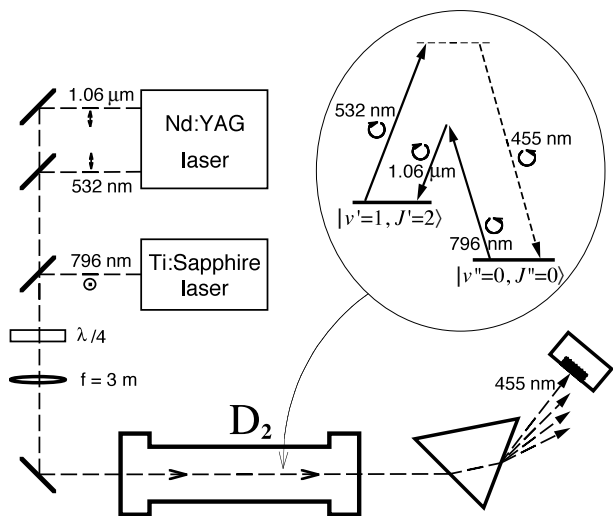 1.06 μm
Nd:YAG
laser
532 nm
796 nm
Ti:Sapphire
laser
λ/4
f = 3 m
D₂
532 nm
1.06 μm
455 nm
796 nm
|v'=1, J'=2⟩
|v"=0, J"=0⟩
455 nm